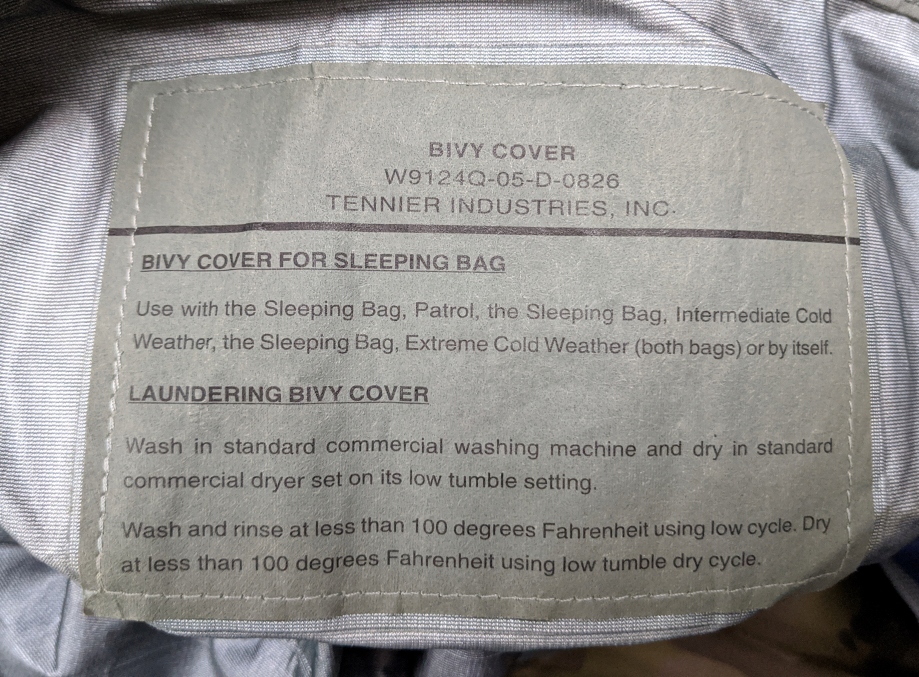 BIVY COVER
W9124Q-05-D-0826
TENNIER INDUSTRIES, INC.
BIVY COVER FOR SLEEPING BAG
Use with the Sleeping Bag, Patrol, the Sleeping Bag, Intermediate Cold
Weather, the Sleeping Bag, Extreme Cold Weather (both bags) or by itself.
LAUNDERING BIVY COVER
Wash in standard commercial washing machine and dry in standard
commercial dryer set on its low tumble setting.
Wash and rinse at less than 100 degrees Fahrenheit using low cycle. Dry
at less than 100 degrees Fahrenheit using low tumble dry cycle.